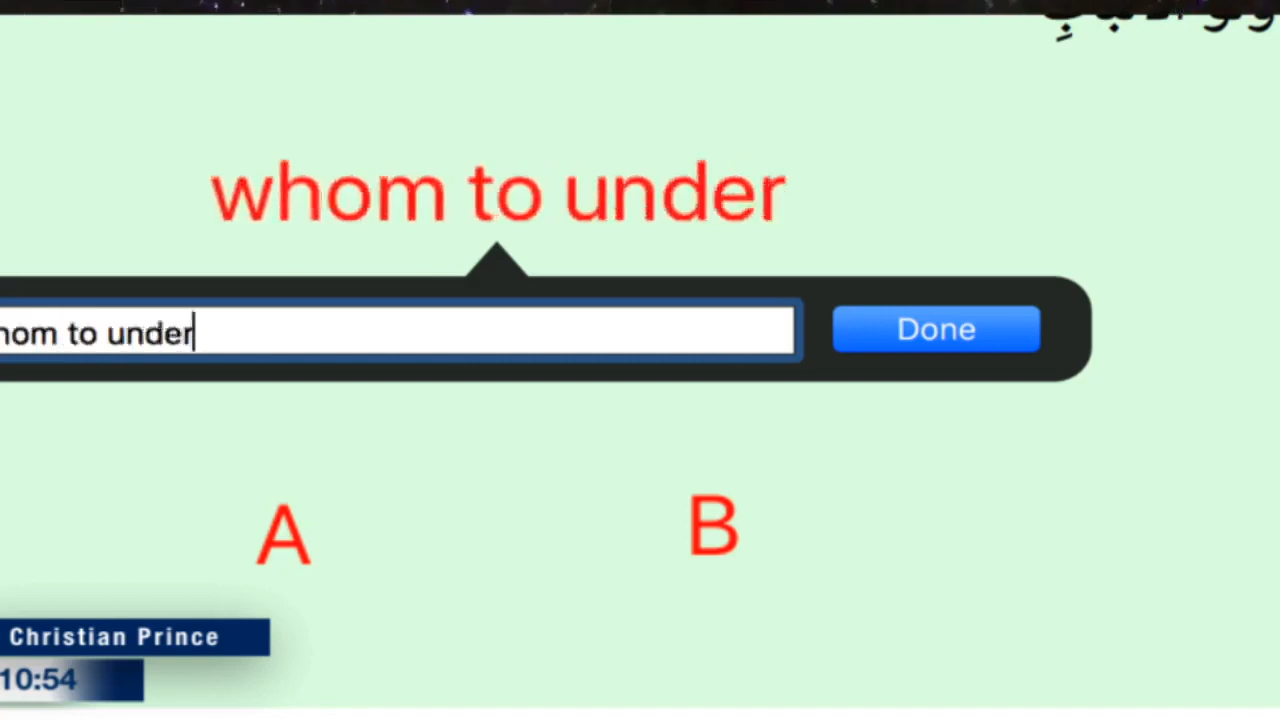 whom to under
hom to under
Done
A B
Christian Prince
10:54